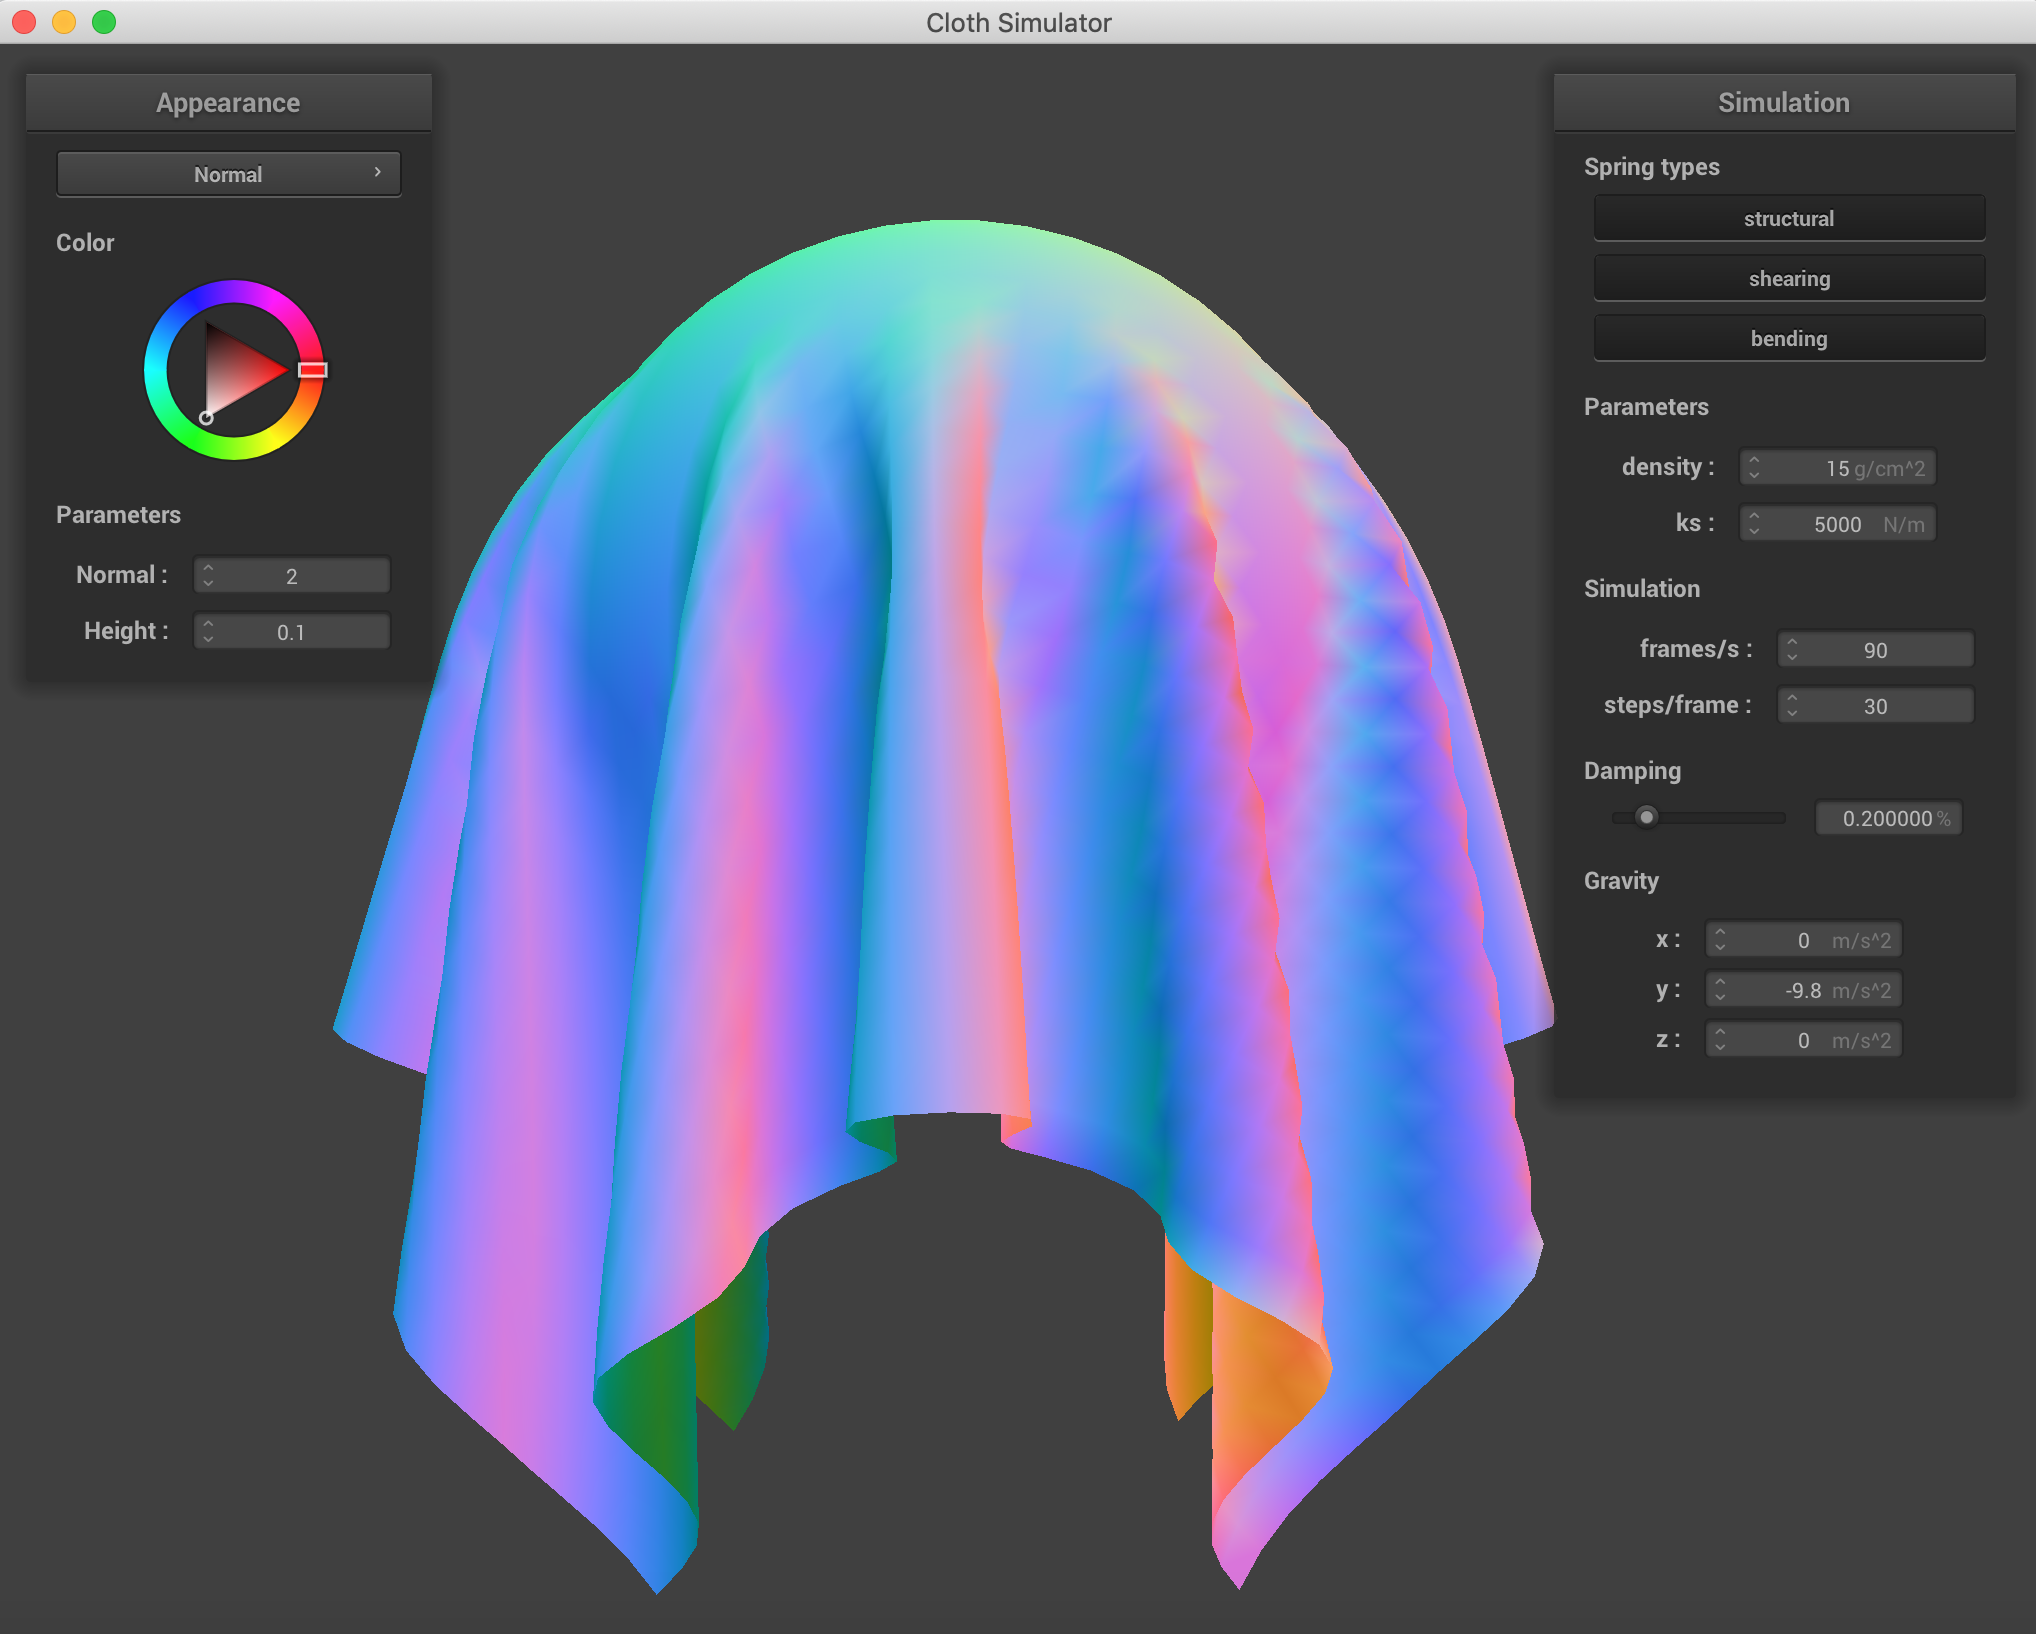 Cloth Simulator
Appearance
Normal
Color
Parameters
Normal : 2
Height : 0.1
Simulation
Spring types
structural
shearing
bending
Parameters
density : 15 g/cm^2
ks : 5000 N/m
Simulation
frames/s : 90
steps/frame : 30
Damping
0.200000 %
Gravity
x : 0 m/s^2
y : -9.8 m/s^2
z : 0 m/s^2